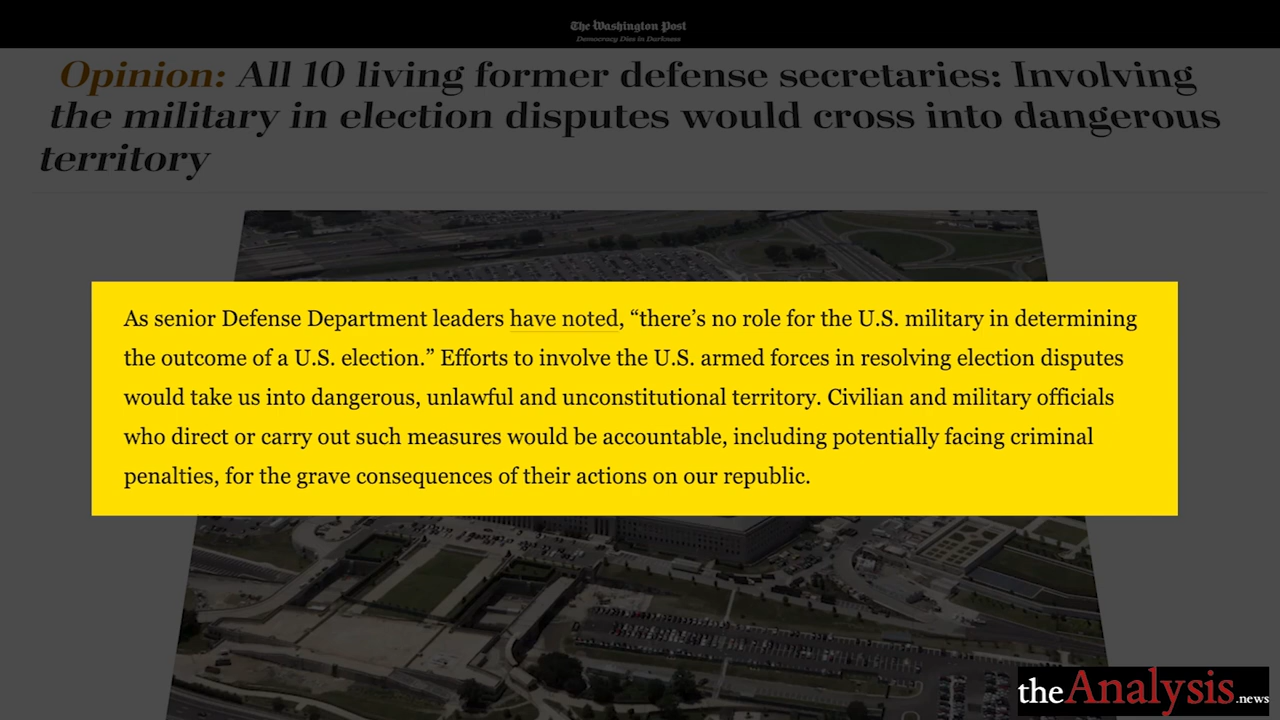 The Washington Post
Democracy Dies in Darkness
Opinion: All 10 living former defense secretaries: Involving
the military in election disputes would cross into dangerous
territory
As senior Defense Department leaders have noted, “there’s no role for the U.S. military in determining
the outcome of a U.S. election.” Efforts to involve the U.S. armed forces in resolving election disputes
would take us into dangerous, unlawful and unconstitutional territory. Civilian and military officials
who direct or carry out such measures would be accountable, including potentially facing criminal
penalties, for the grave consequences of their actions on our republic.
theAnalysis.news